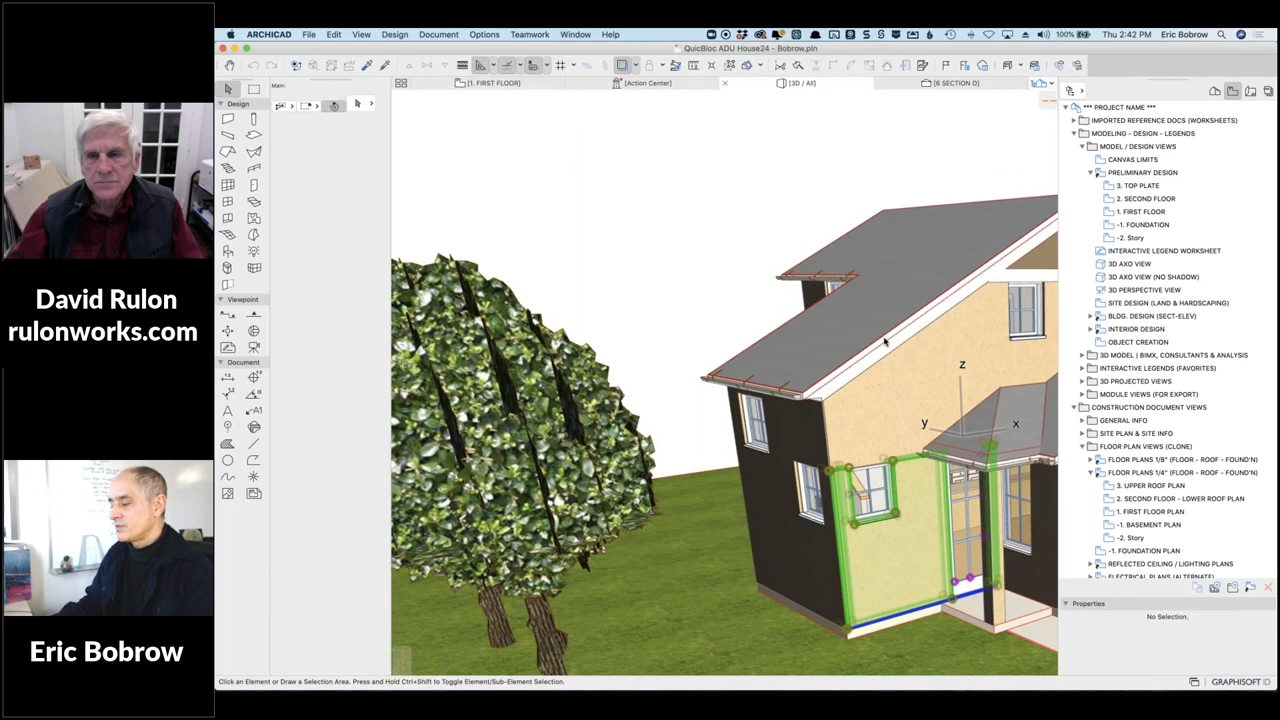 ARCHICAD File Edit View Design Document Options Teamwork Window Help 100% Thu 2:42 PM Eric Bobrow
QuicBloc ADU House24 - Bobrow.pln
Main:
[1. FIRST FLOOR] [Action Center] [3D / All] [6 SECTION D]
Design
Viewpoint
Document
David Rulon
rulonworks.com
Eric Bobrow
z
y
x
*** PROJECT NAME ***
IMPORTED REFERENCE DOCS (WORKSHEETS)
MODELING - DESIGN - LEGENDS
MODEL / DESIGN VIEWS
CANVAS LIMITS
PRELIMINARY DESIGN
3. TOP PLATE
2. SECOND FLOOR
1. FIRST FLOOR
-1. FOUNDATION
-2. Story
INTERACTIVE LEGEND WORKSHEET
3D AXO VIEW
3D AXO VIEW (NO SHADOW)
3D PERSPECTIVE VIEW
SITE DESIGN (LAND & HARDSCAPING)
BLDG. DESIGN (SECT-ELEV)
INTERIOR DESIGN
OBJECT CREATION
3D MODEL | BIMX, CONSULTANTS & ANALYSIS
INTERACTIVE LEGENDS (FAVORITES)
3D PROJECTED VIEWS
MODULE VIEWS (FOR EXPORT)
CONSTRUCTION DOCUMENT VIEWS
GENERAL INFO
SITE PLAN & SITE INFO
FLOOR PLAN VIEWS (CLONE)
FLOOR PLANS 1/8" (FLOOR - ROOF - FOUND'N)
FLOOR PLANS 1/4" (FLOOR - ROOF - FOUND'N)
3. UPPER ROOF PLAN
2. SECOND FLOOR - LOWER ROOF PLAN
1. FIRST FLOOR PLAN
-1. BASEMENT PLAN
-2. Story
-1. FOUNDATION PLAN
REFLECTED CEILING / LIGHTING PLANS
ELECTRICAL PLANS (ALTERNATE)
Properties
No Selection.
Click an Element or Draw a Selection Area. Press and Hold Ctrl+Shift to Toggle Element/Sub-Element Selection.
GRAPHISOFT ID